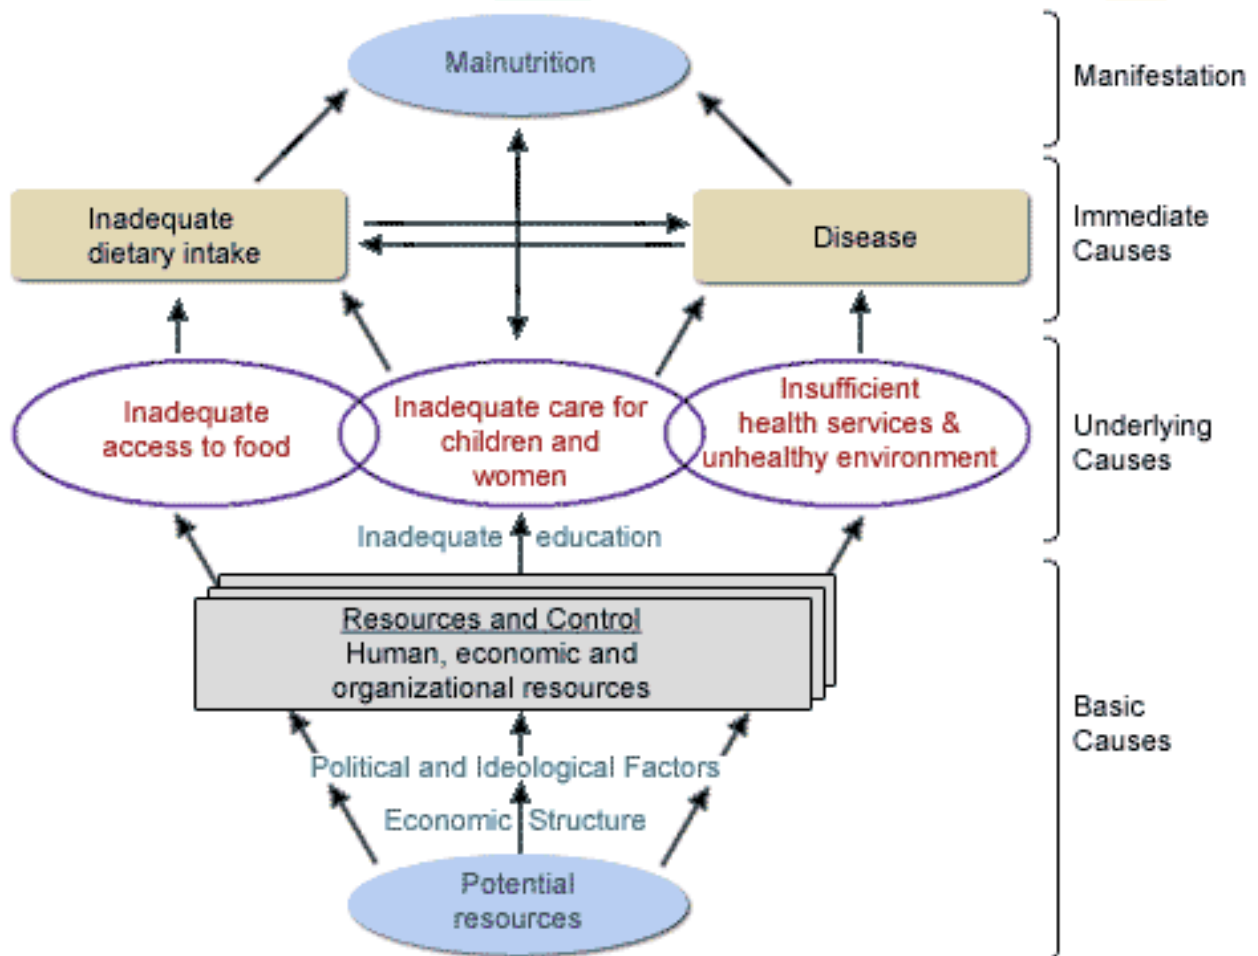 Malnutrition
Manifestation
Inadequate
dietary intake
Disease
Immediate
Causes
Inadequate
access to food
Inadequate care for
children and
women
Insufficient
health services &
unhealthy environment
Underlying
Causes
Inadequate education
Resources and Control
Human, economic and
organizational resources
Basic
Causes
Political and Ideological Factors
Economic Structure
Potential
resources